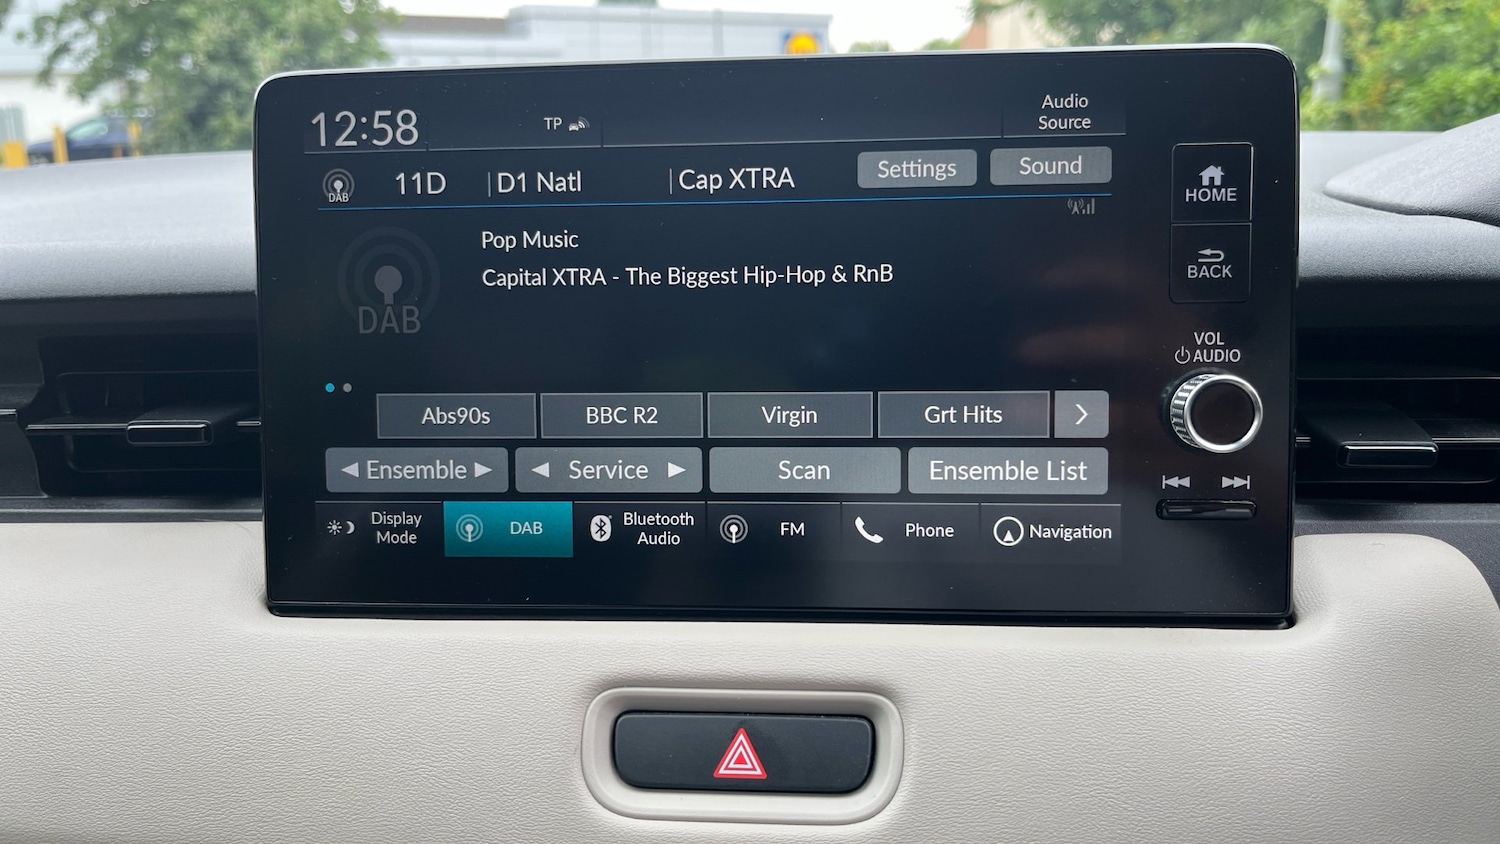 12:58
TP
Audio
Source
DAB
11D
D1 Natl
Cap XTRA
Settings
Sound
HOME
Pop Music
Capital XTRA - The Biggest Hip-Hop & RnB
DAB
BACK
VOL
AUDIO
Abs90s
BBC R2
Virgin
Grt Hits
Ensemble
Service
Scan
Ensemble List
Display
Mode
DAB
Bluetooth
Audio
FM
Phone
Navigation